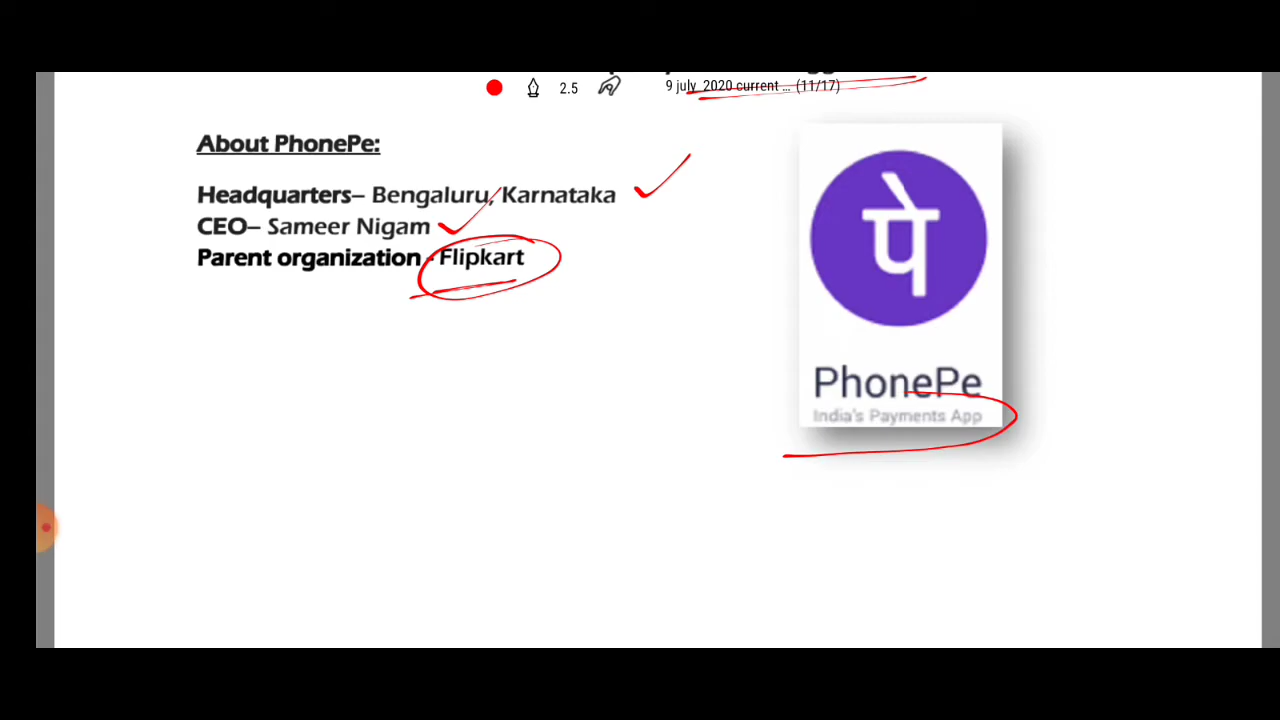 2.5
9 july 2020 current ... (11/17)
About PhonePe:
Headquarters– Bengaluru, Karnataka
CEO– Sameer Nigam
Parent organization - Flipkart
पे
PhonePe
India's Payments App